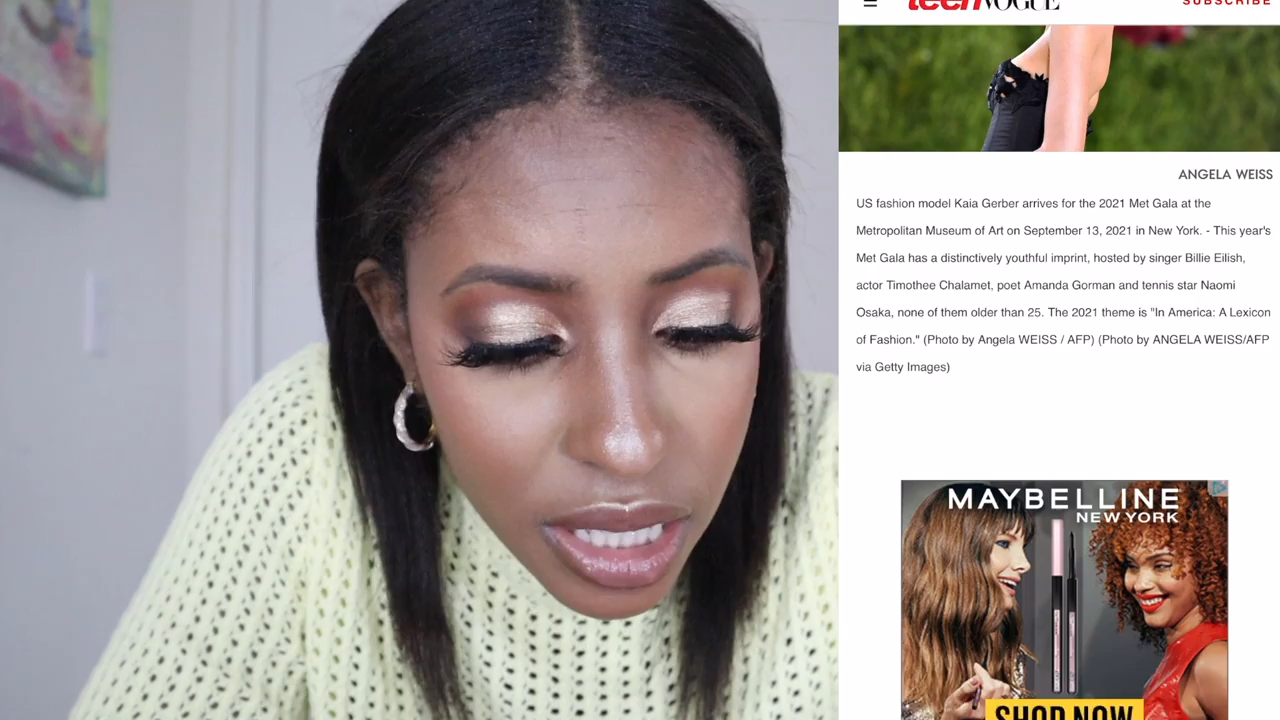 teen VOGUE
SUBSCRIBE
ANGELA WEISS
US fashion model Kaia Gerber arrives for the 2021 Met Gala at the
Metropolitan Museum of Art on September 13, 2021 in New York. - This year's
Met Gala has a distinctively youthful imprint, hosted by singer Billie Eilish,
actor Timothee Chalamet, poet Amanda Gorman and tennis star Naomi
Osaka, none of them older than 25. The 2021 theme is "In America: A Lexicon
of Fashion." (Photo by Angela WEISS / AFP) (Photo by ANGELA WEISS/AFP
via Getty Images)
MAYBELLINE
NEW YORK
SHOP NOW